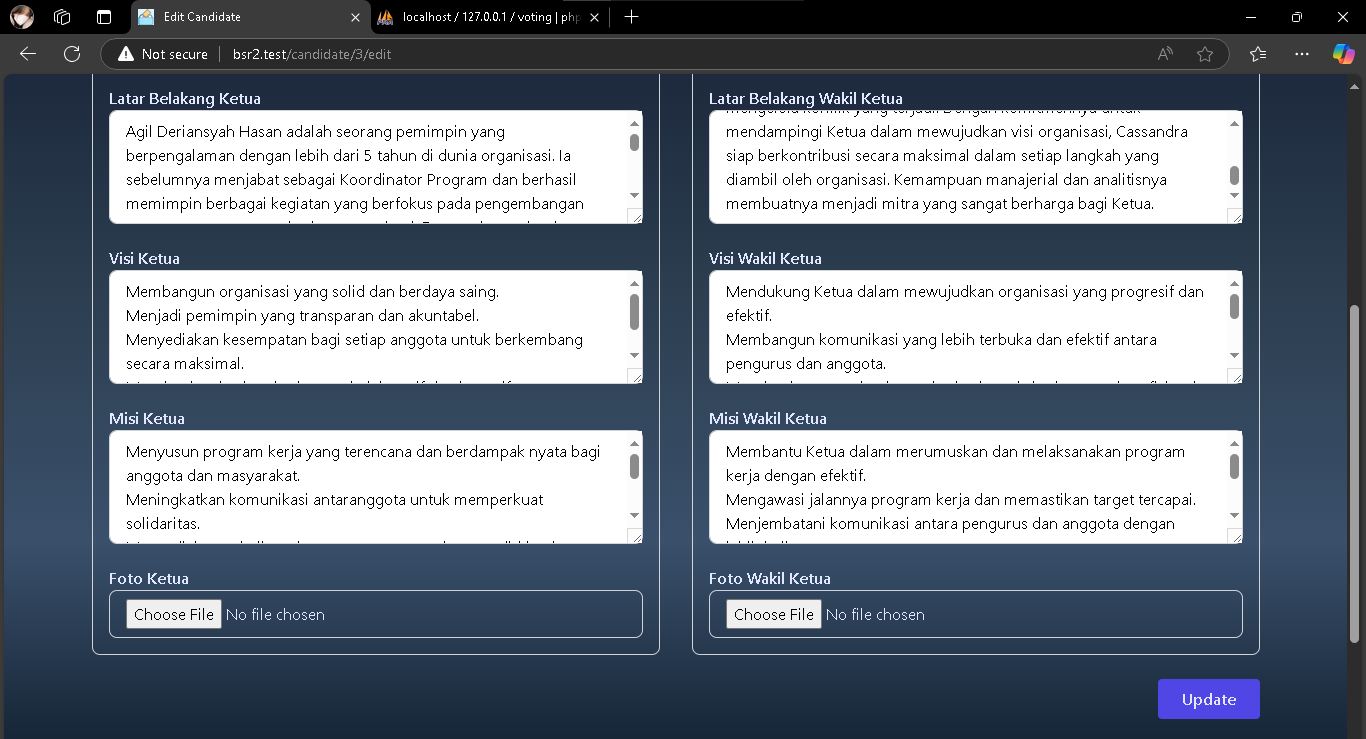 Edit Candidate
localhost / 127.0.0.1 / voting | php
Not secure
bsr2.test/candidate/3/edit
Latar Belakang Ketua
Agil Deriansyah Hasan adalah seorang pemimpin yang
berpengalaman dengan lebih dari 5 tahun di dunia organisasi. Ia
sebelumnya menjabat sebagai Koordinator Program dan berhasil
memimpin berbagai kegiatan yang berfokus pada pengembangan
Visi Ketua
Membangun organisasi yang solid dan berdaya saing.
Menjadi pemimpin yang transparan dan akuntabel.
Menyediakan kesempatan bagi setiap anggota untuk berkembang
secara maksimal.
Misi Ketua
Menyusun program kerja yang terencana dan berdampak nyata bagi
anggota dan masyarakat.
Meningkatkan komunikasi antaranggota untuk memperkuat
solidaritas.
Foto Ketua
Choose File No file chosen
Latar Belakang Wakil Ketua
mendampingi Ketua dalam mewujudkan visi organisasi, Cassandra
siap berkontribusi secara maksimal dalam setiap langkah yang
diambil oleh organisasi. Kemampuan manajerial dan analitisnya
membuatnya menjadi mitra yang sangat berharga bagi Ketua.
Visi Wakil Ketua
Mendukung Ketua dalam mewujudkan organisasi yang progresif dan
efektif.
Membangun komunikasi yang lebih terbuka dan efektif antara
pengurus dan anggota.
Misi Wakil Ketua
Membantu Ketua dalam merumuskan dan melaksanakan program
kerja dengan efektif.
Mengawasi jalannya program kerja dan memastikan target tercapai.
Menjembatani komunikasi antara pengurus dan anggota dengan
Foto Wakil Ketua
Choose File No file chosen
Update